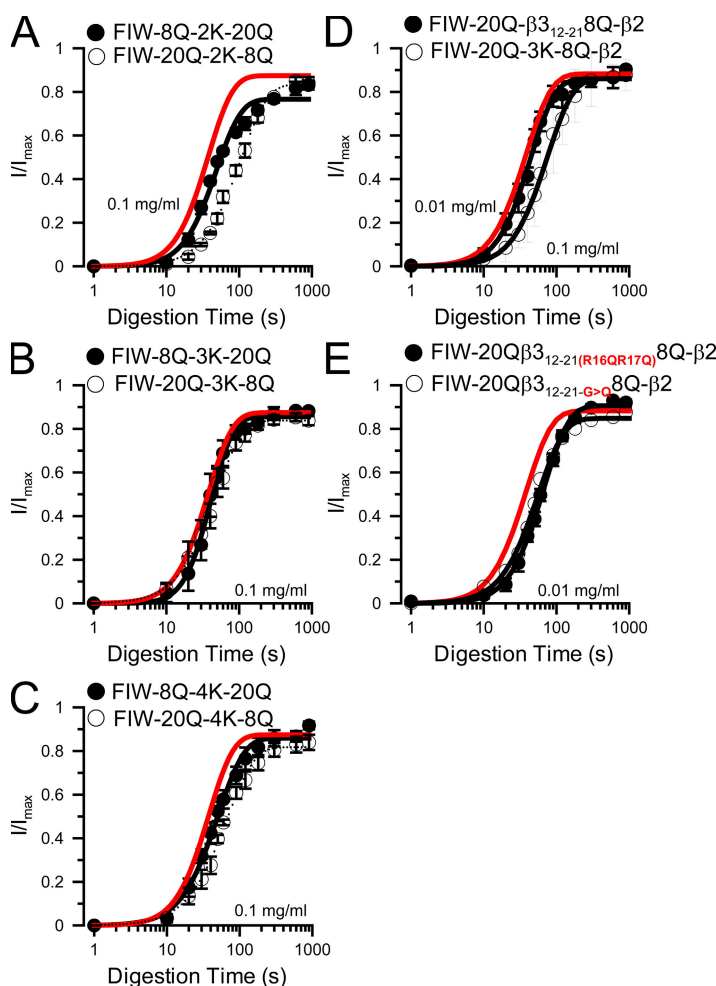 A
FIW-8Q-2K-20Q
FIW-20Q-2K-8Q
1
0.8
0.6
0.4
0.2
0
I/Imax
0.1 mg/ml
1 10 100 1000
Digestion Time (s)
B
FIW-8Q-3K-20Q
FIW-20Q-3K-8Q
1
0.8
0.6
0.4
0.2
0
I/Imax
0.1 mg/ml
1 10 100 1000
Digestion Time (s)
C
FIW-8Q-4K-20Q
FIW-20Q-4K-8Q
1
0.8
0.6
0.4
0.2
0
I/Imax
0.1 mg/ml
1 10 100 1000
Digestion Time (s)
D
FIW-20Q-β312-218Q-β2
FIW-20Q-3K-8Q-β2
1
0.8
0.6
0.4
0.2
0
I/Imax
0.01 mg/ml
0.1 mg/ml
1 10 100 1000
Digestion Time (s)
E
FIW-20Qβ312-21(R16QR17Q)8Q-β2
FIW-20Qβ312-21-G>Q8Q-β2
1
0.8
0.6
0.4
0.2
0
I/Imax
0.01 mg/ml
1 10 100 1000
Digestion Time (s)